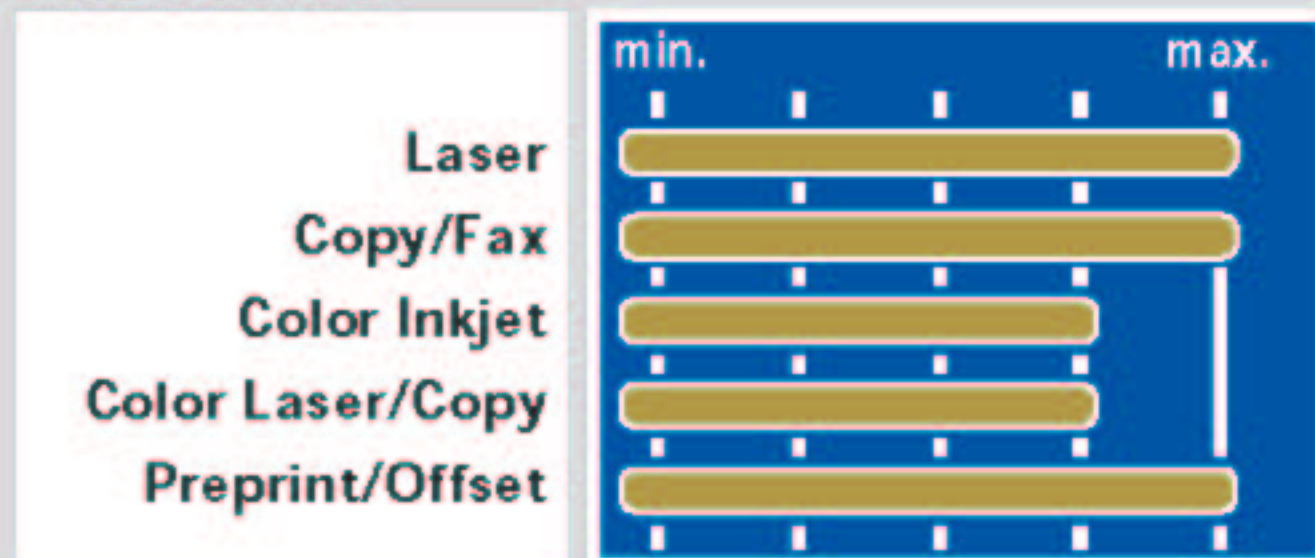 min. max.
Laser
Copy/Fax
Color Inkjet
Color Laser/Copy
Preprint/Offset